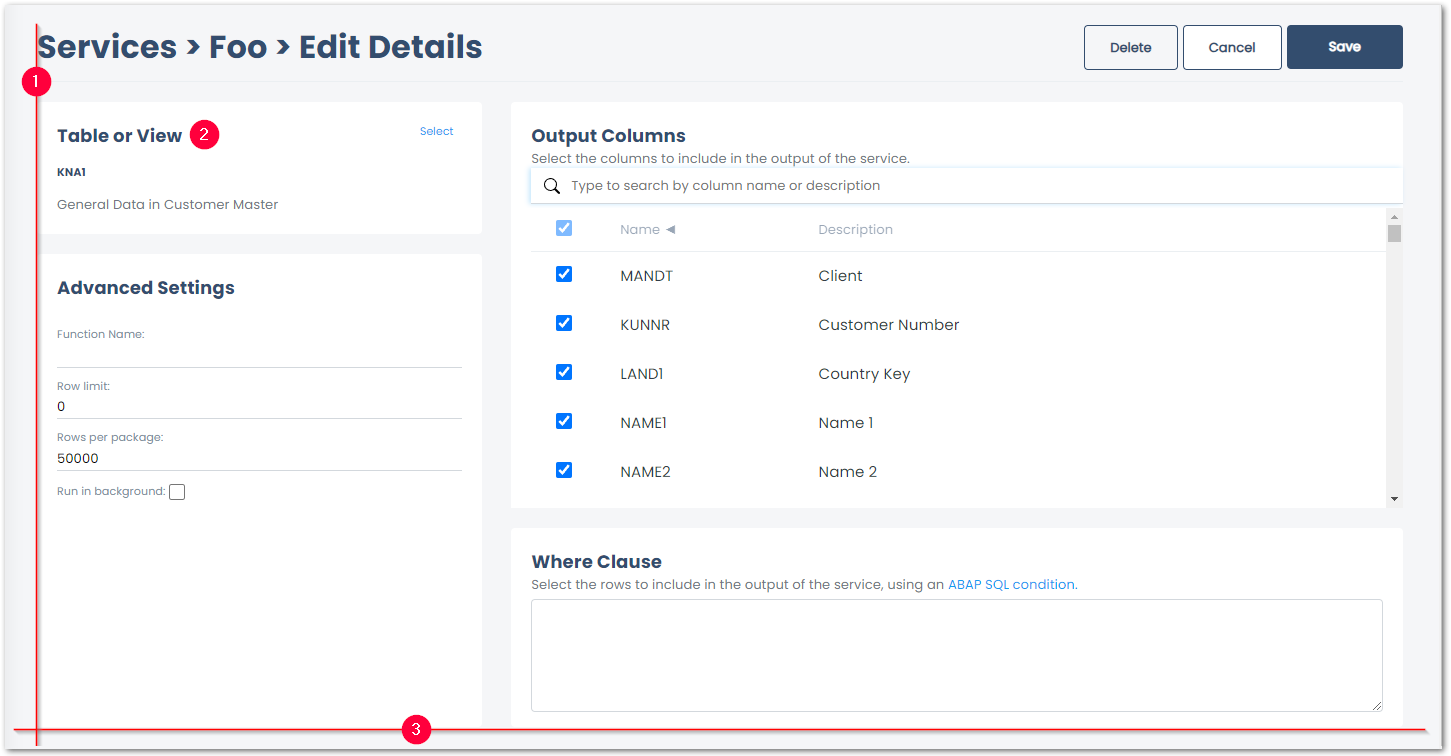 Services > Foo > Edit Details
Delete
Cancel
Save
1
Table or View
2
Select
KNA1
General Data in Customer Master
Advanced Settings
Function Name:
Row limit:
0
Rows per package:
50000
Run in background:
Output Columns
Select the columns to include in the output of the service.
Type to search by column name or description
Name ◄ Description
MANDT Client
KUNNR Customer Number
LAND1 Country Key
NAME1 Name 1
NAME2 Name 2
Where Clause
Select the rows to include in the output of the service, using an ABAP SQL condition.
3